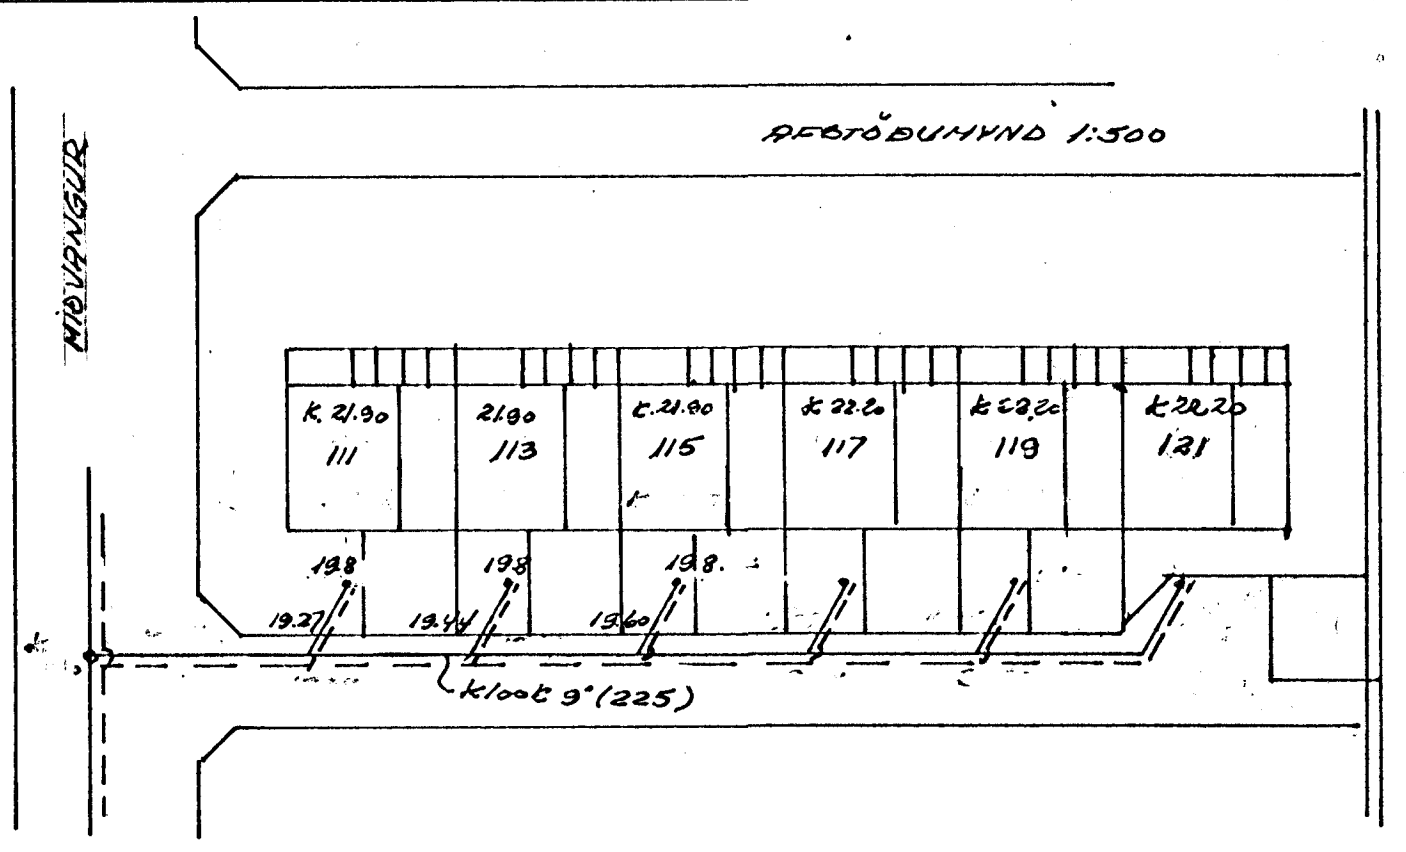 AFSTÖÐUMYND 1:500
MIÐVANGUR
K. 21.90 21.90 K. 21.90 K 22.20 K 22.20 K 22.20
111 113 115 117 119 121
19.8 19.8 19.8
19.27 19.44 19.60
Kloak 9" (225)